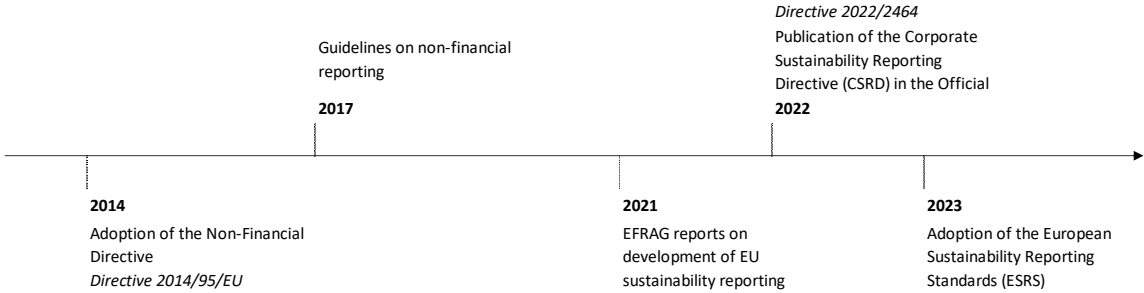 Directive 2022/2464
Publication of the Corporate
Sustainability Reporting
Directive (CSRD) in the Official
2022
Guidelines on non-financial
reporting
2017
2014
Adoption of the Non-Financial
Directive
Directive 2014/95/EU
2021
EFRAG reports on
development of EU
sustainability reporting
2023
Adoption of the European
Sustainability Reporting
Standards (ESRS)